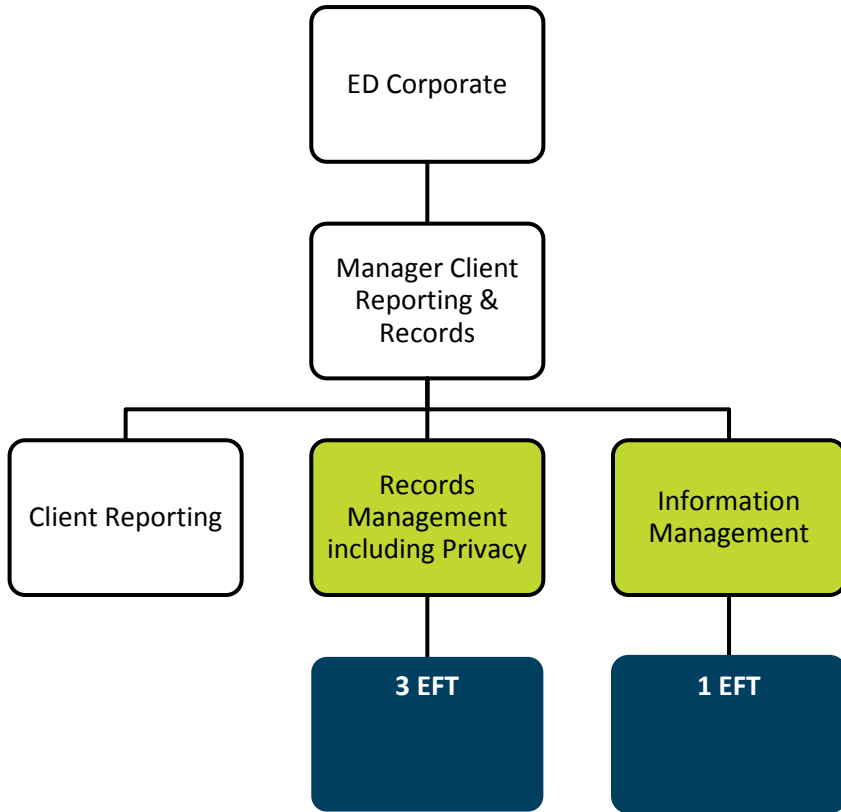 ED Corporate
Manager Client
Reporting &
Records
Client Reporting
Records
Management
including Privacy
Information
Management
3 EFT
1 EFT